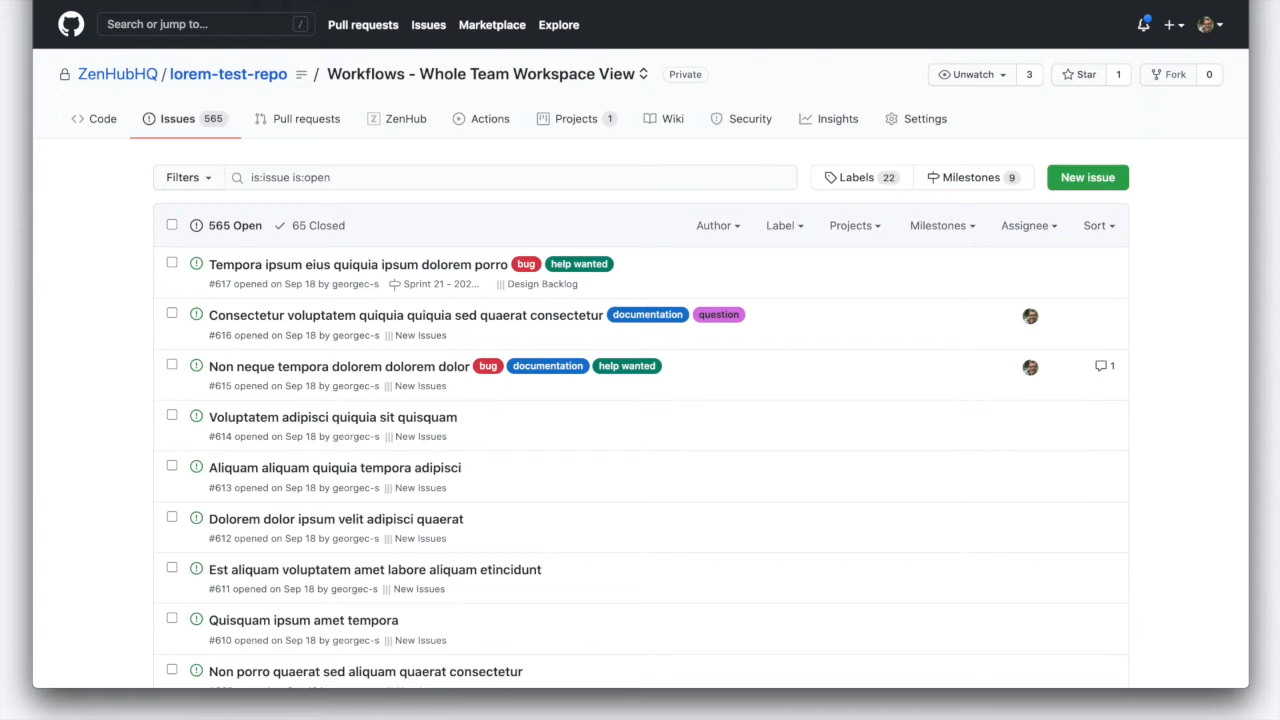 Search or jump to... / Pull requests Issues Marketplace Explore
ZenHubHQ / lorem-test-repo / Workflows - Whole Team Workspace View Private Unwatch 3 Star 1 Fork 0
Code Issues 565 Pull requests Z ZenHub Actions Projects 1 Wiki Security Insights Settings
Filters is:issue is:open Labels 22 Milestones 9 New issue
565 Open 65 Closed Author Label Projects Milestones Assignee Sort
Tempora ipsum eius quiquia ipsum dolorem porro bug help wanted
#617 opened on Sep 18 by georgec-s Sprint 21 - 202... Design Backlog
Consectetur voluptatem quiquia quiquia sed quaerat consectetur documentation question
#616 opened on Sep 18 by georgec-s New Issues
Non neque tempora dolorem dolorem dolor bug documentation help wanted 1
#615 opened on Sep 18 by georgec-s New Issues
Voluptatem adipisci quiquia sit quisquam
#614 opened on Sep 18 by georgec-s New Issues
Aliquam aliquam quiquia tempora adipisci
#613 opened on Sep 18 by georgec-s New Issues
Dolorem dolor ipsum velit adipisci quaerat
#612 opened on Sep 18 by georgec-s New Issues
Est aliquam voluptatem amet labore aliquam etincidunt
#611 opened on Sep 18 by georgec-s New Issues
Quisquam ipsum amet tempora
#610 opened on Sep 18 by georgec-s New Issues
Non porro quaerat sed aliquam quaerat consectetur